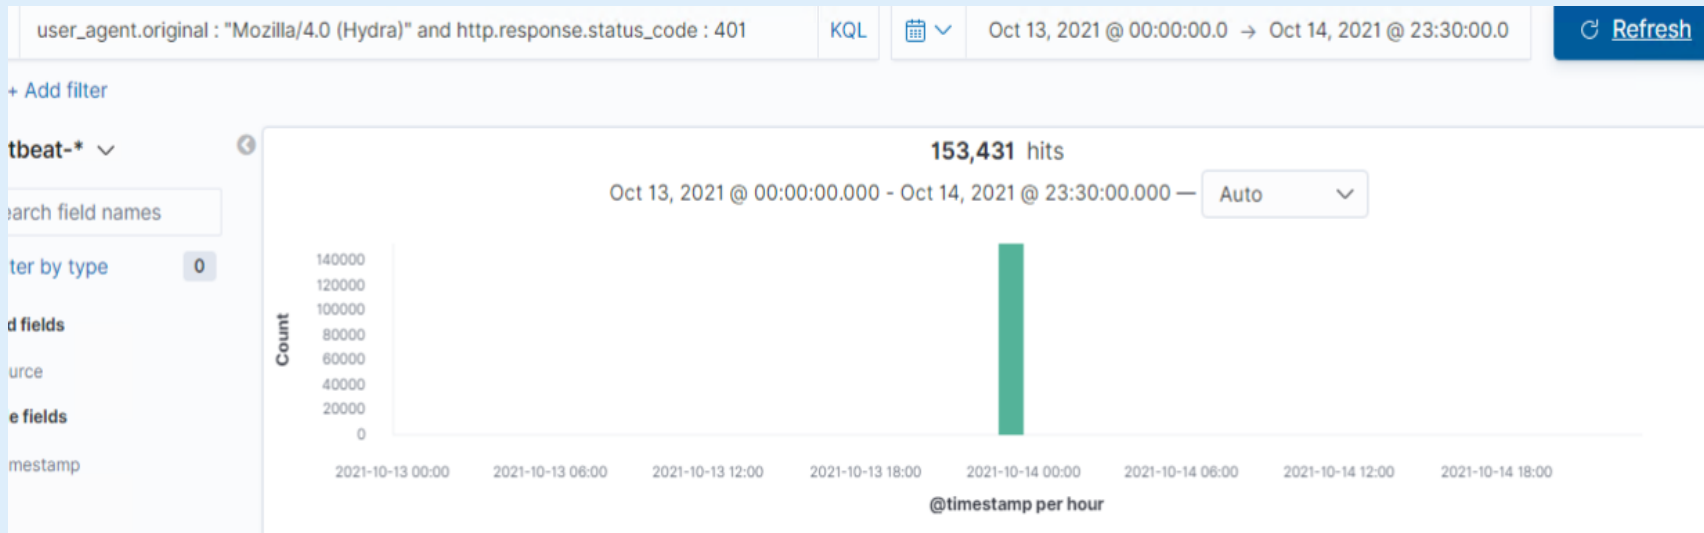 user_agent.original : "Mozilla/4.0 (Hydra)" and http.response.status_code : 401 KQL Oct 13, 2021 @ 00:00:00.0 → Oct 14, 2021 @ 23:30:00.0 Refresh
+ Add filter
tbeat-*
153,431 hits
Oct 13, 2021 @ 00:00:00.000 - Oct 14, 2021 @ 23:30:00.000 — Auto
earch field names
ter by type 0
d fields
urce
e fields
mestamp
Count
140000
120000
100000
80000
60000
40000
20000
0
2021-10-13 00:00 2021-10-13 06:00 2021-10-13 12:00 2021-10-13 18:00 2021-10-14 00:00 2021-10-14 06:00 2021-10-14 12:00 2021-10-14 18:00
@timestamp per hour